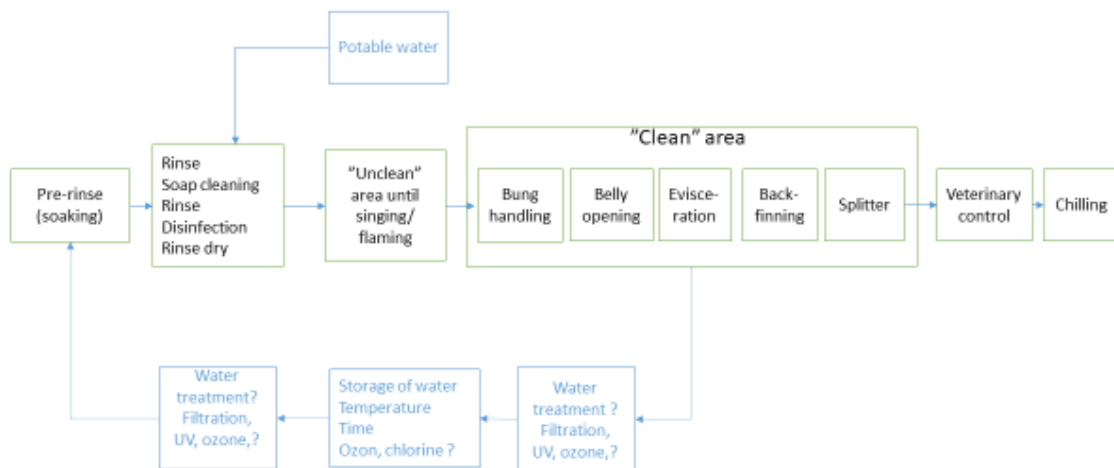 Potable water
"Clean" area
Pre-rinse
(soaking)
Rinse
Soap cleaning
Rinse
Disinfection
Rinse dry
"Unclean"
area until
singing/
flaming
Bung
handling
Belly
opening
Evisce-
ration
Back-
finning
Splitter
Veterinary
control
Chilling
Water
treatment?
Filtration,
UV, ozone,?
Storage of water
Temperature
Time
Ozon, chlorine ?
Water
treatment ?
Filtration,
UV, ozone,?